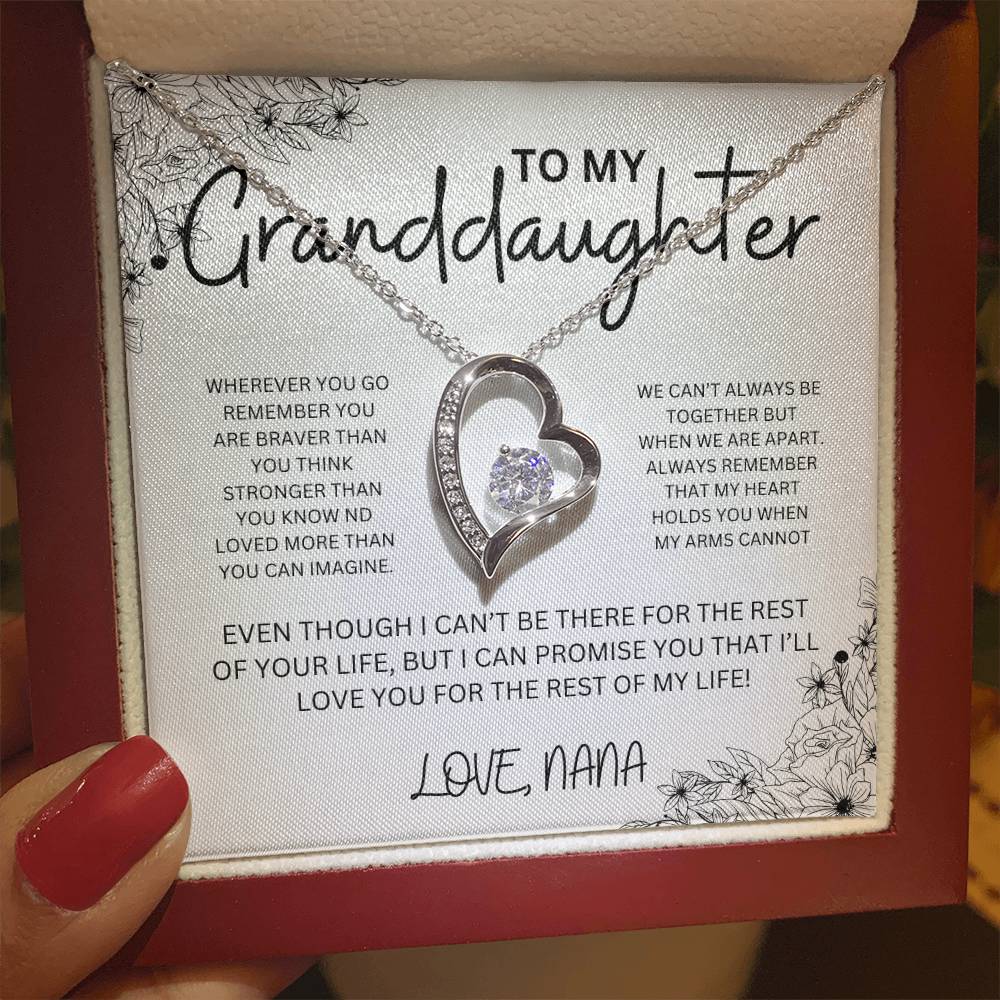 TO MY
Granddaughter
WHEREVER YOU GO
REMEMBER YOU
ARE BRAVER THAN
YOU THINK
STRONGER THAN
YOU KNOW ND
LOVED MORE THAN
YOU CAN IMAGINE.
WE CAN'T ALWAYS BE
TOGETHER BUT
WHEN WE ARE APART.
ALWAYS REMEMBER
THAT MY HEART
HOLDS YOU WHEN
MY ARMS CANNOT
EVEN THOUGH I CAN'T BE THERE FOR THE REST
OF YOUR LIFE, BUT I CAN PROMISE YOU THAT I'LL
LOVE YOU FOR THE REST OF MY LIFE!
LOVE, NANA